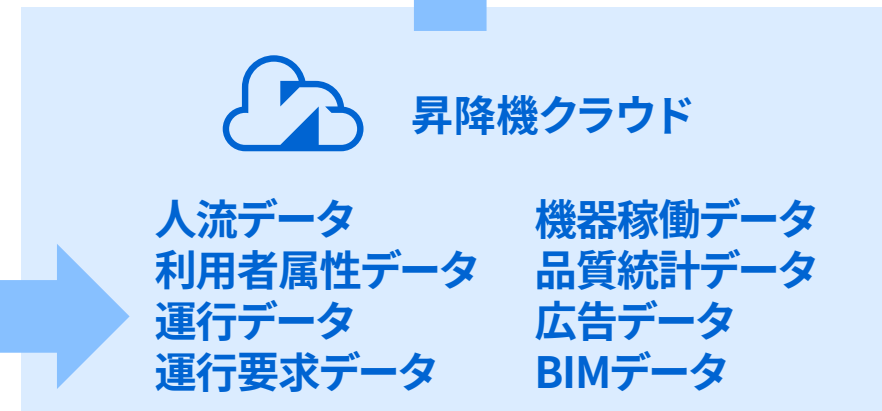 昇降機クラウド
人流データ
利用者属性データ
運行データ
運行要求データ
機器稼働データ
品質統計データ
広告データ
BIMデータ